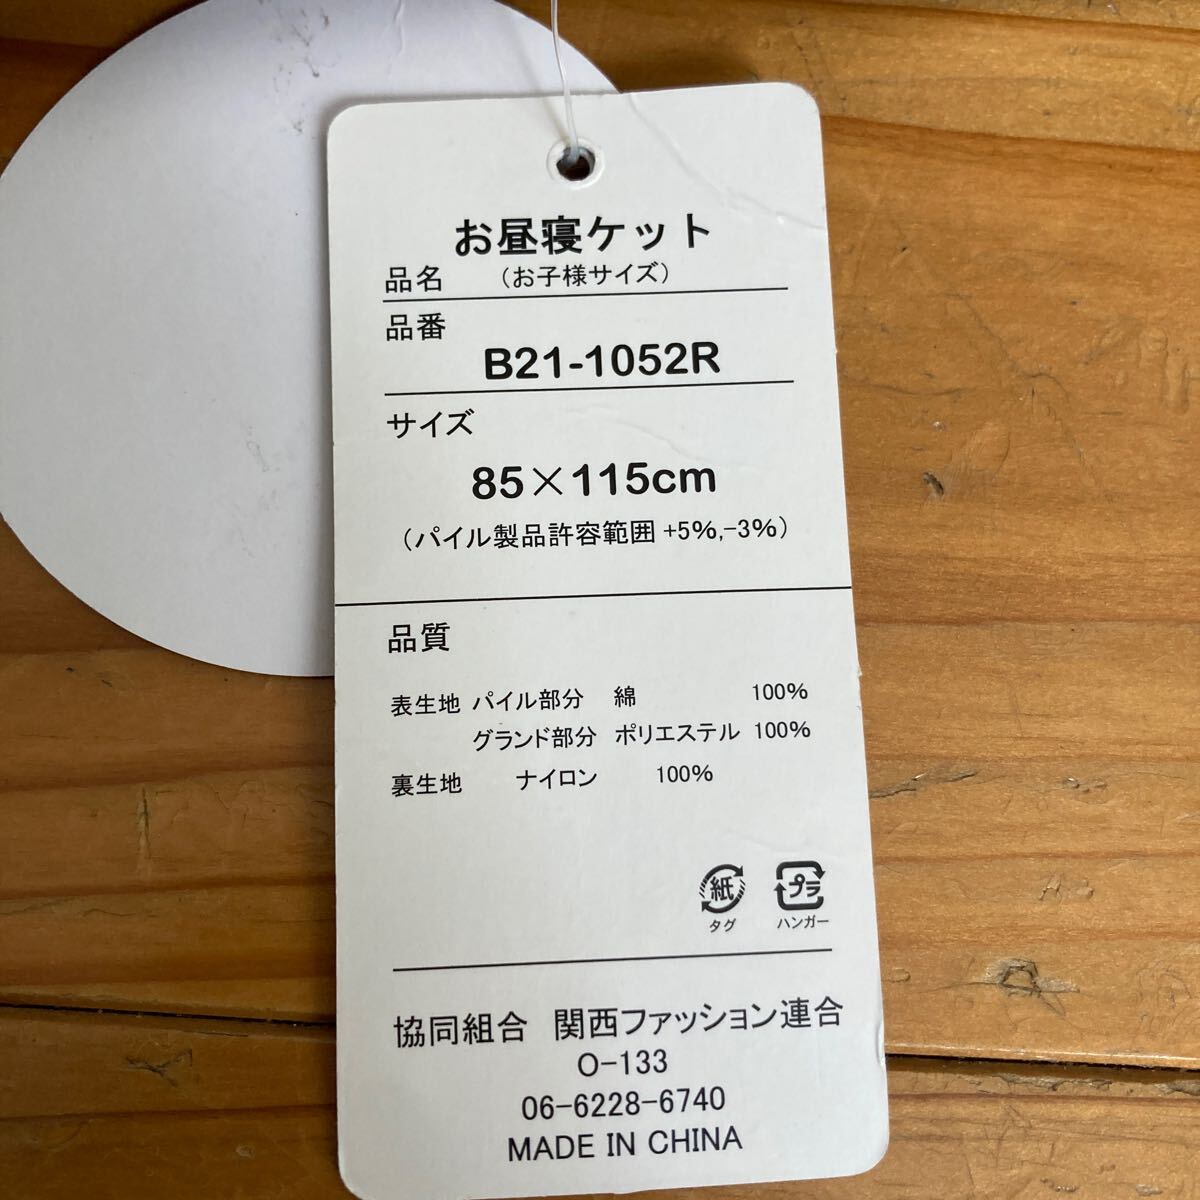 お昼寝ケット
品名 （お子様サイズ）
品番
B21-1052R
サイズ
85×115cm
（パイル製品許容範囲 +5%,-3%）
品質
表生地 パイル部分 綿 100%
グランド部分 ポリエステル 100%
裏生地 ナイロン 100%
紙 プラ
タグ ハンガー
協同組合 関西ファッション連合
O-133
06-6228-6740
MADE IN CHINA